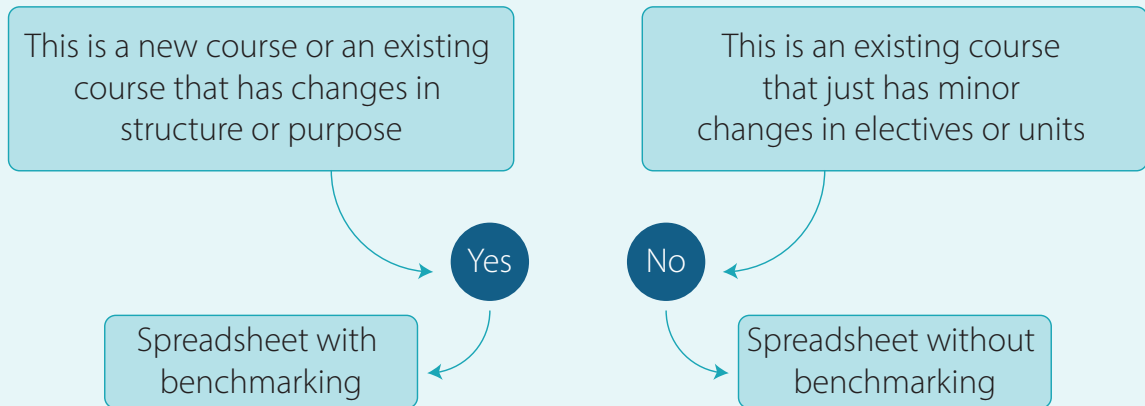 This is a new course or an existing
course that has changes in
structure or purpose
This is an existing course
that just has minor
changes in electives or units
Yes
No
Spreadsheet with
benchmarking
Spreadsheet without
benchmarking